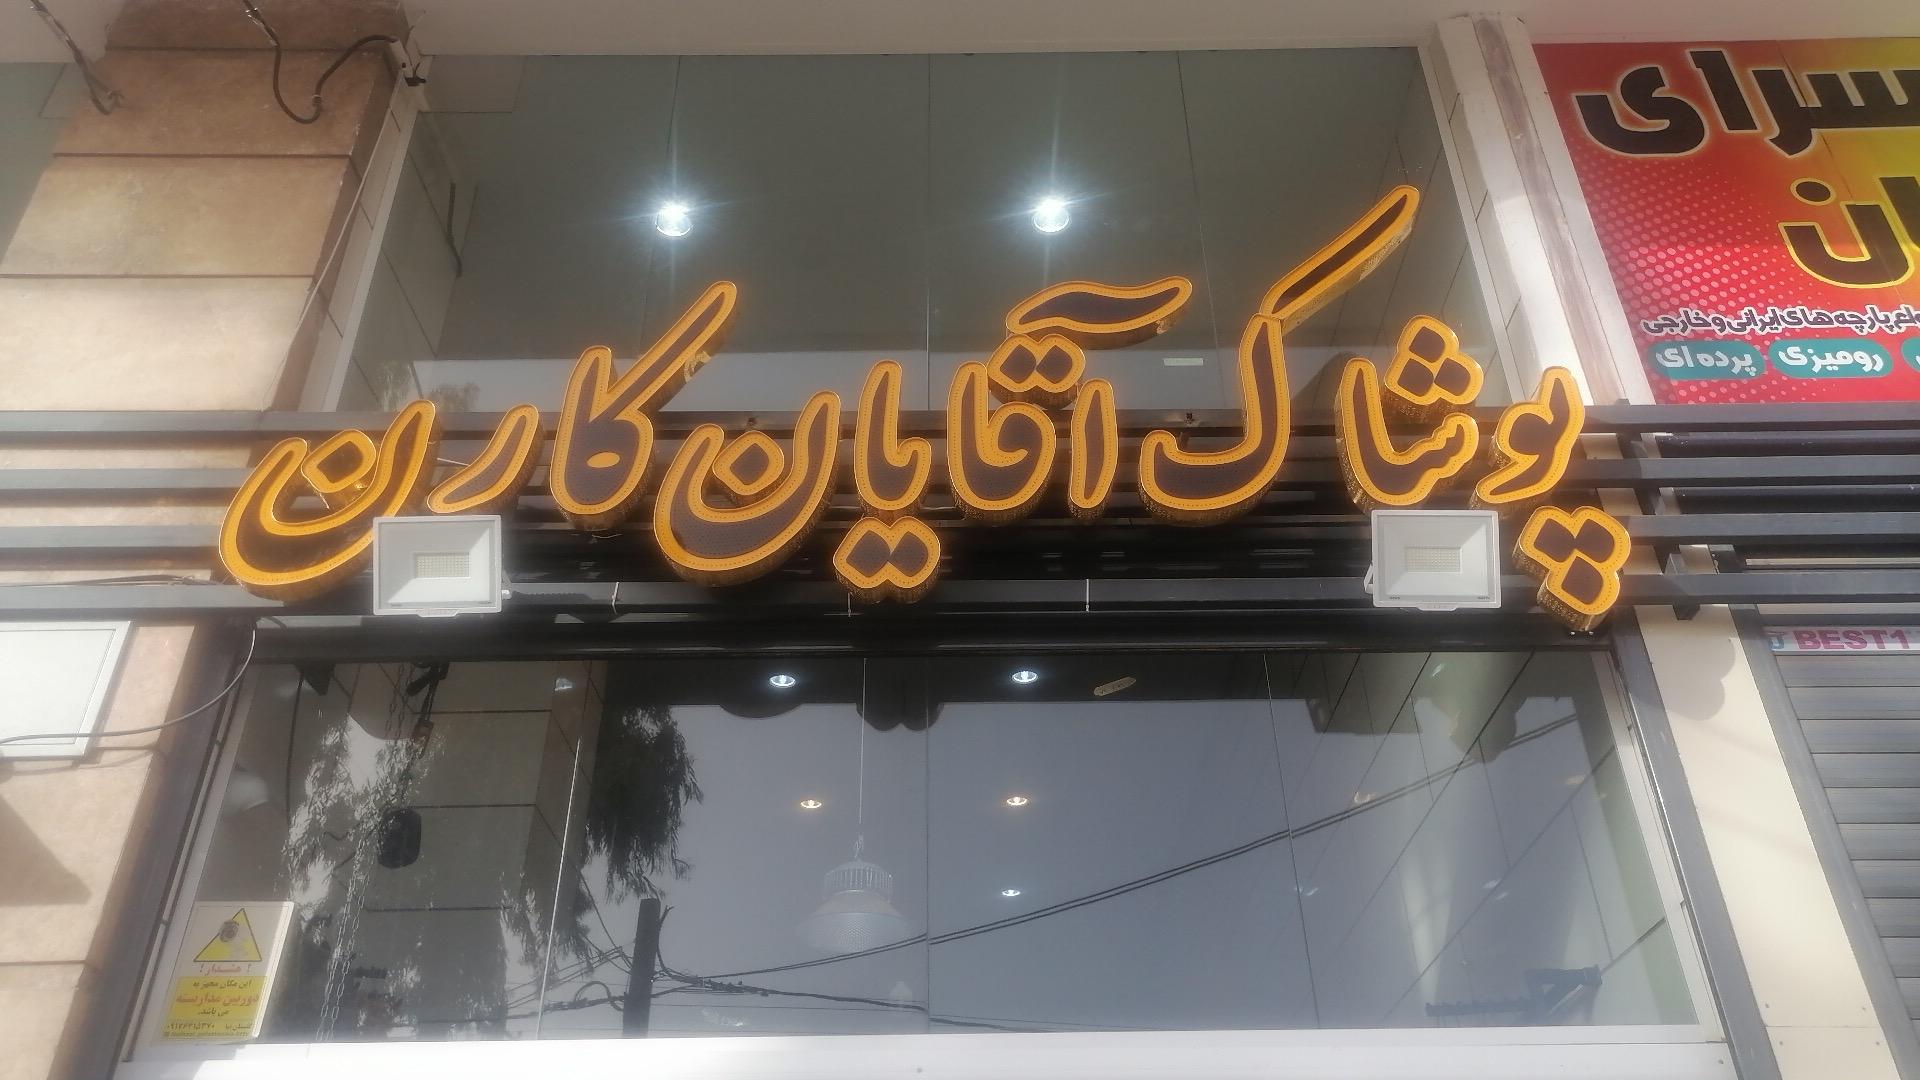 پوشاک آقایان کارن
سرای
پارچه های ایرانی و خارجی
رومیزی
پرده ای
BEST1
! هشدار !
این مکان مجهز به
دوربین مداربسته
می باشد.